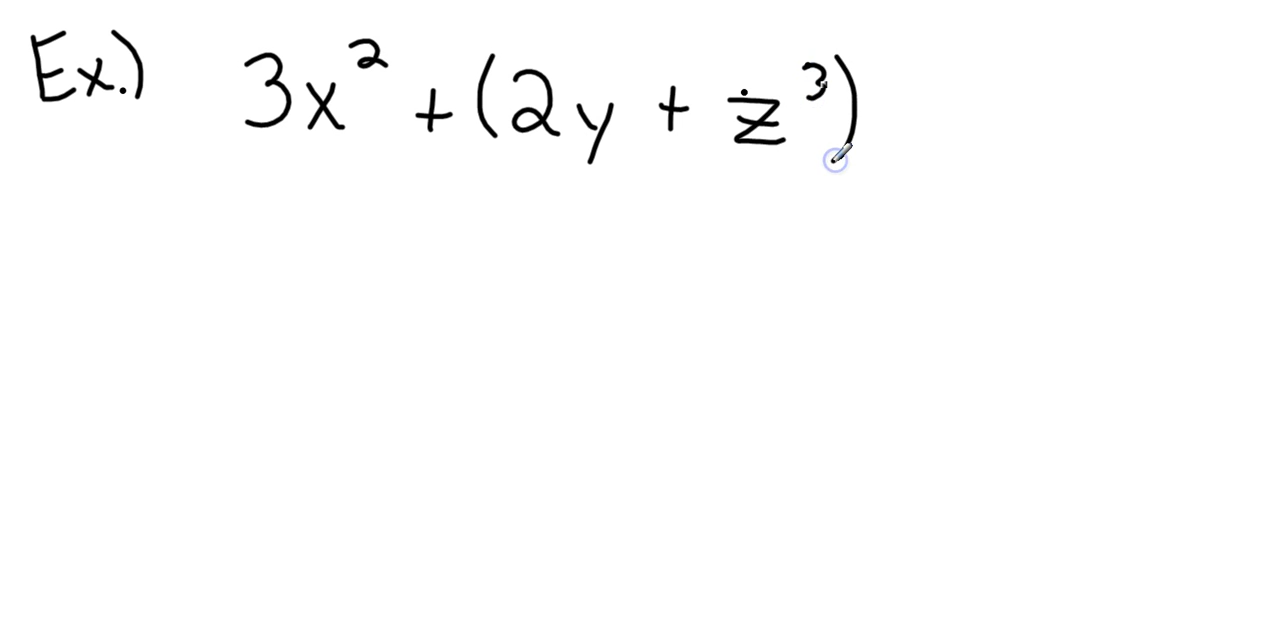 Ex.) 3x² + (2y + z³)